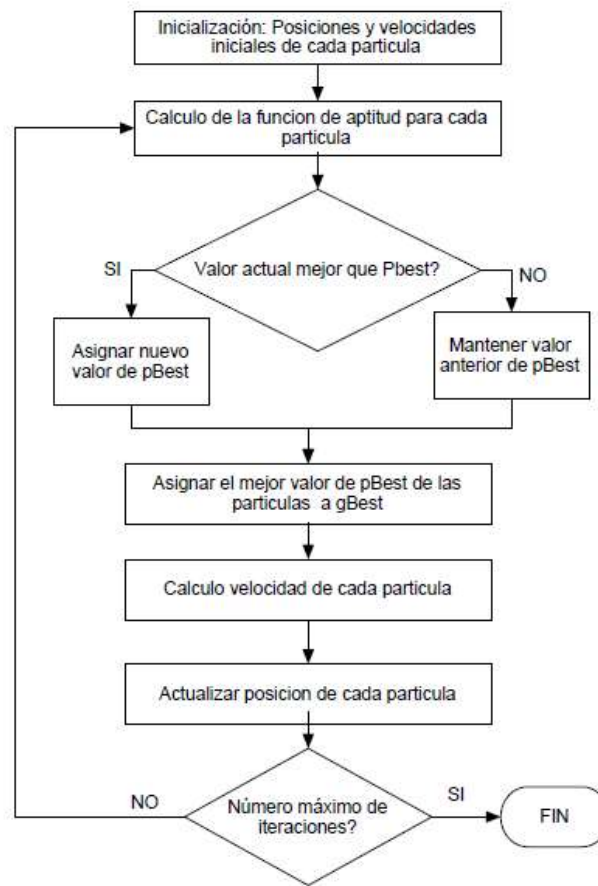 Inicialización: Posiciones y velocidades
iniciales de cada particula
Calculo de la funcion de aptitud para cada
particula
Valor actual mejor que Pbest?
SI
NO
Asignar nuevo
valor de pBest
Mantener valor
anterior de pBest
Asignar el mejor valor de pBest de las
particulas a gBest
Calculo velocidad de cada particula
Actualizar posicion de cada particula
NO
Número máximo de
iteraciones?
SI
FIN